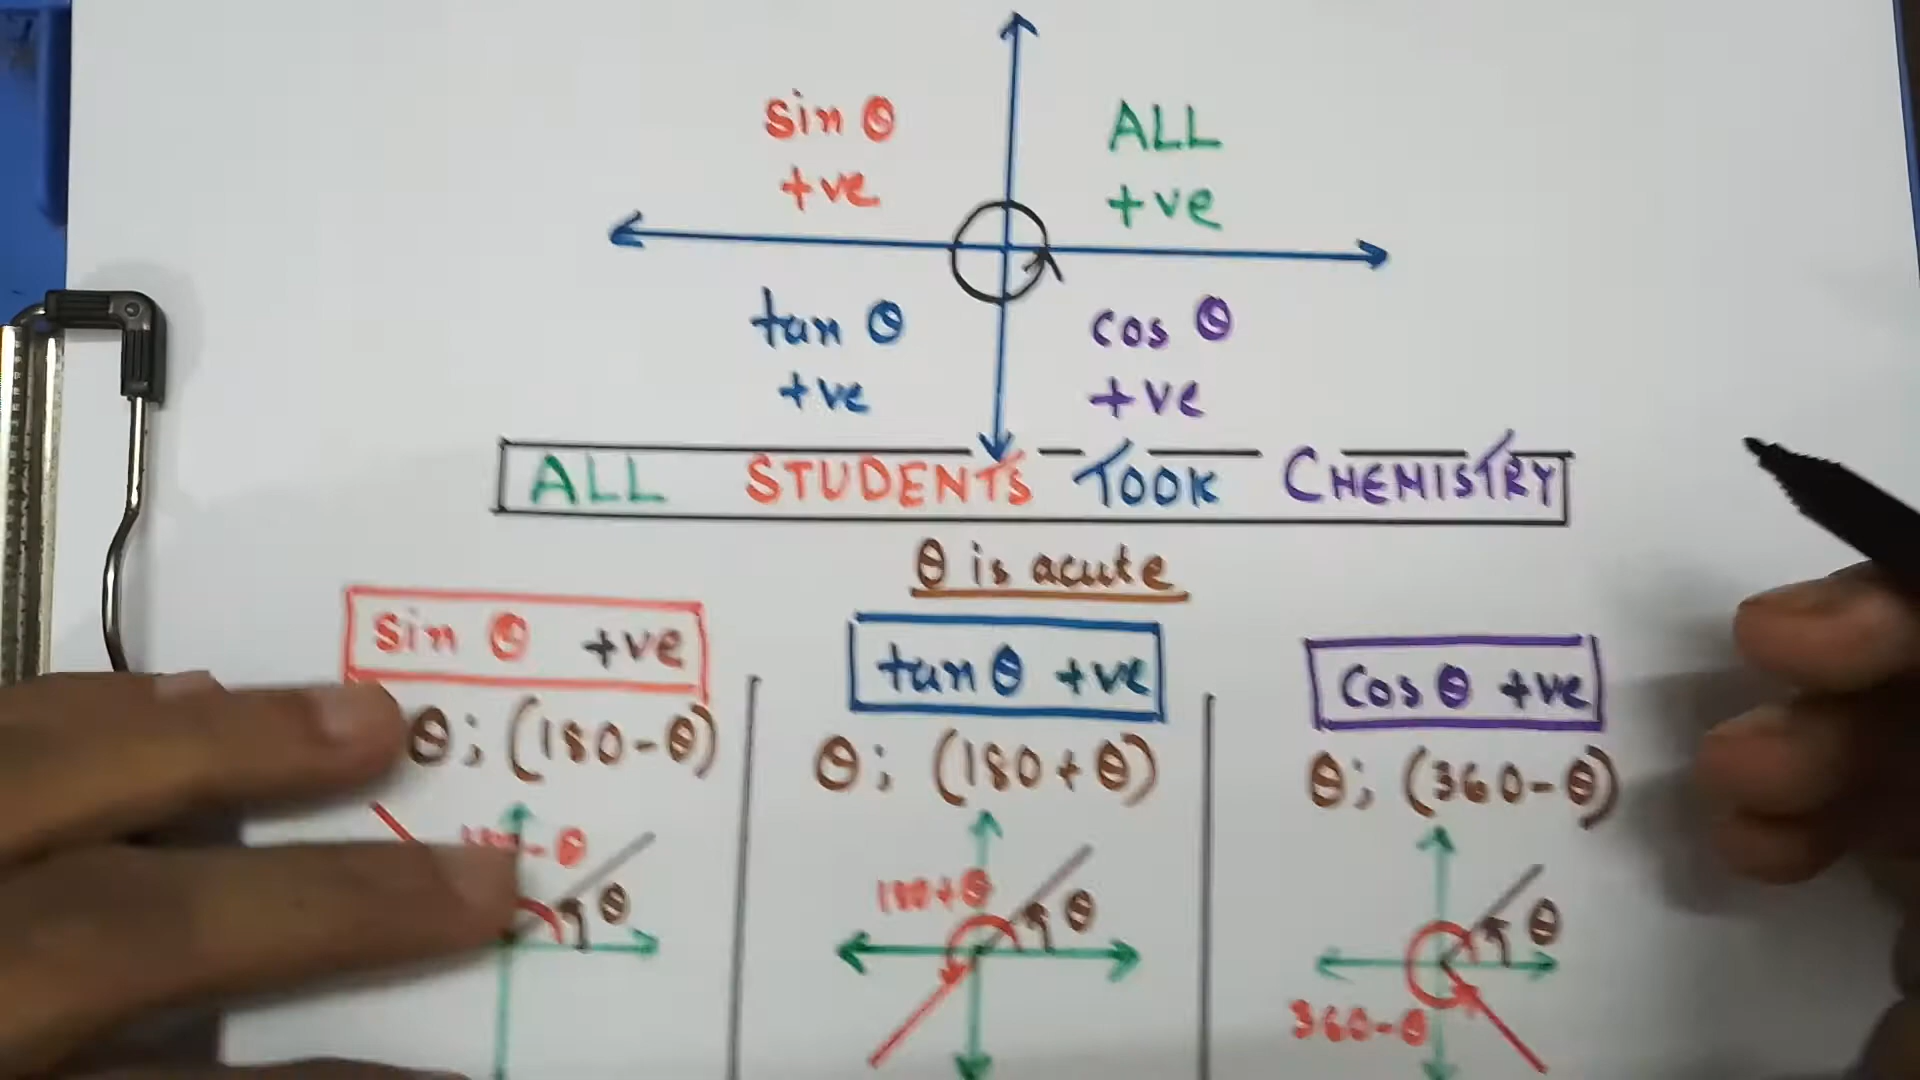 sin θ
+ve
ALL
+ve
tan θ
+ve
cos θ
+ve
ALL STUDENTS TOOK CHEMISTRY
θ is acute
sin θ +ve
θ; (180-θ)
-θ
θ
tan θ +ve
θ; (180+θ)
180+θ
θ
cos θ +ve
θ; (360-θ)
θ
360-θ